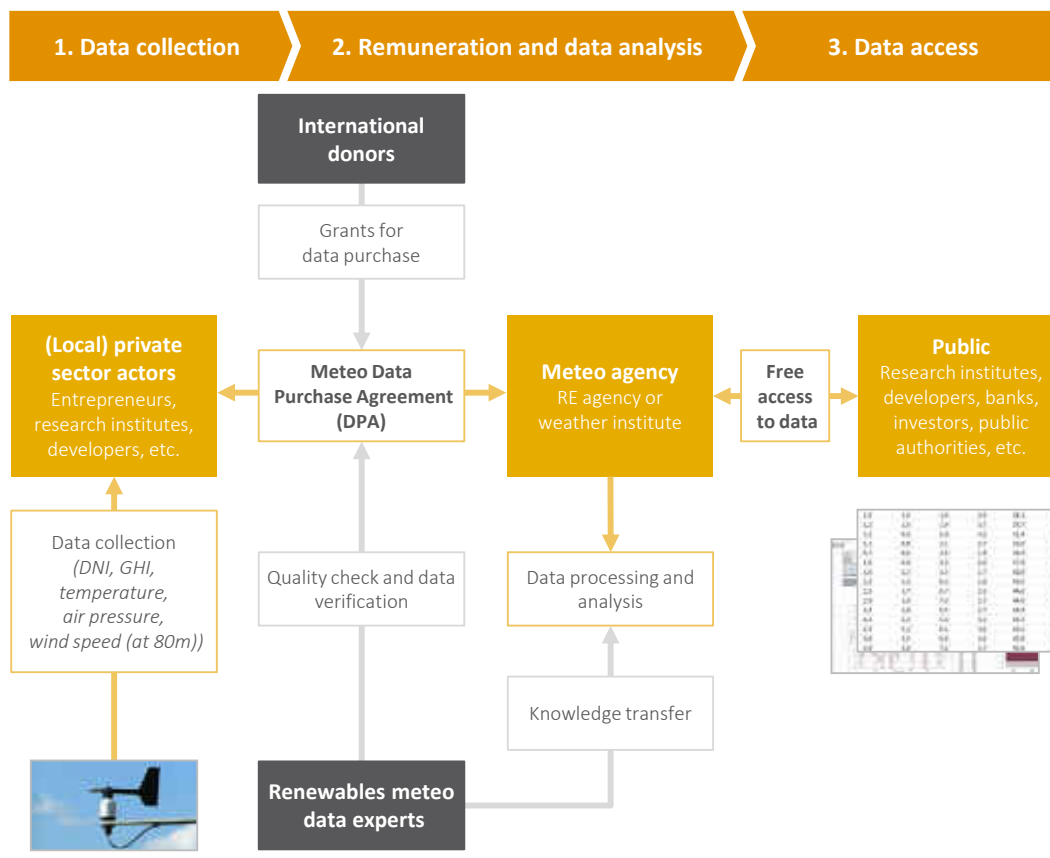 1. Data collection
2. Remuneration and data analysis
3. Data access
International
donors
Grants for
data purchase
(Local) private
sector actors
Entrepreneurs,
research institutes,
developers, etc.
Meteo Data
Purchase Agreement
(DPA)
Meteo agency
RE agency or
weather institute
Free
access
to data
Public
Research institutes,
developers, banks,
investors, public
authorities, etc.
Data collection
(DNI, GHI,
temperature,
air pressure,
wind speed (at 80m))
Quality check and data
verification
Data processing and
analysis
Knowledge transfer
Renewables meteo
data experts